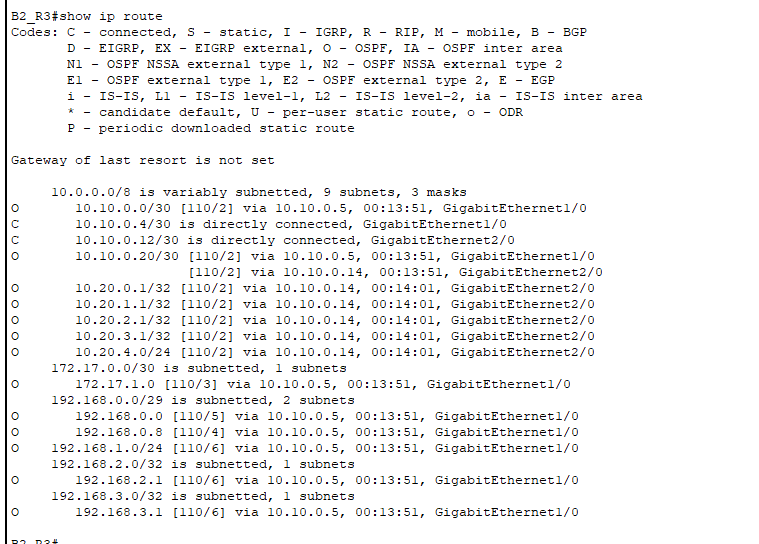 B2_R3#show ip route
Codes: C - connected, S - static, I - IGRP, R - RIP, M - mobile, B - BGP
       D - EIGRP, EX - EIGRP external, O - OSPF, IA - OSPF inter area
       N1 - OSPF NSSA external type 1, N2 - OSPF NSSA external type 2
       E1 - OSPF external type 1, E2 - OSPF external type 2, E - EGP
       i - IS-IS, L1 - IS-IS level-1, L2 - IS-IS level-2, ia - IS-IS inter area
       * - candidate default, U - per-user static route, o - ODR
       P - periodic downloaded static route

Gateway of last resort is not set

     10.0.0.0/8 is variably subnetted, 9 subnets, 3 masks
O       10.10.0.0/30 [110/2] via 10.10.0.5, 00:13:51, GigabitEthernet1/0
C       10.10.0.4/30 is directly connected, GigabitEthernet1/0
C       10.10.0.12/30 is directly connected, GigabitEthernet2/0
O       10.10.0.20/30 [110/2] via 10.10.0.5, 00:13:51, GigabitEthernet1/0
                      [110/2] via 10.10.0.14, 00:13:51, GigabitEthernet2/0
O       10.20.0.1/32 [110/2] via 10.10.0.14, 00:14:01, GigabitEthernet2/0
O       10.20.1.1/32 [110/2] via 10.10.0.14, 00:14:01, GigabitEthernet2/0
O       10.20.2.1/32 [110/2] via 10.10.0.14, 00:14:01, GigabitEthernet2/0
O       10.20.3.1/32 [110/2] via 10.10.0.14, 00:14:01, GigabitEthernet2/0
O       10.20.4.0/24 [110/2] via 10.10.0.14, 00:14:01, GigabitEthernet2/0
     172.17.0.0/30 is subnetted, 1 subnets
O       172.17.1.0 [110/3] via 10.10.0.5, 00:13:51, GigabitEthernet1/0
     192.168.0.0/29 is subnetted, 2 subnets
O       192.168.0.0 [110/5] via 10.10.0.5, 00:13:51, GigabitEthernet1/0
O       192.168.0.8 [110/4] via 10.10.0.5, 00:13:51, GigabitEthernet1/0
O    192.168.1.0/24 [110/6] via 10.10.0.5, 00:13:51, GigabitEthernet1/0
     192.168.2.0/32 is subnetted, 1 subnets
O       192.168.2.1 [110/6] via 10.10.0.5, 00:13:51, GigabitEthernet1/0
     192.168.3.0/32 is subnetted, 1 subnets
O       192.168.3.1 [110/6] via 10.10.0.5, 00:13:51, GigabitEthernet1/0

B2_R3#